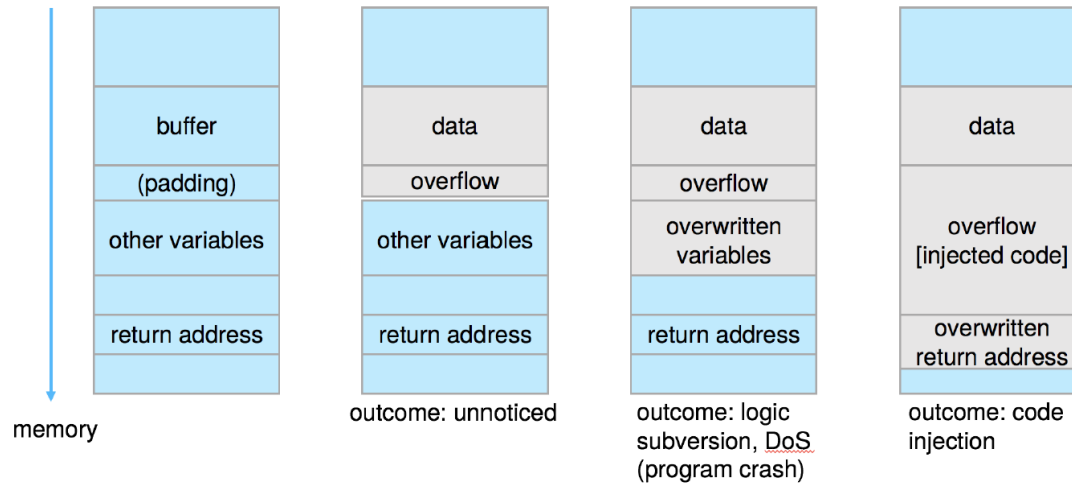 buffer
(padding)
other variables
return address
memory
data
overflow
other variables
return address
outcome: unnoticed
data
overflow
overwritten
variables
return address
outcome: logic
subversion, DoS
(program crash)
data
overflow
[injected code]
overwritten
return address
outcome: code
injection